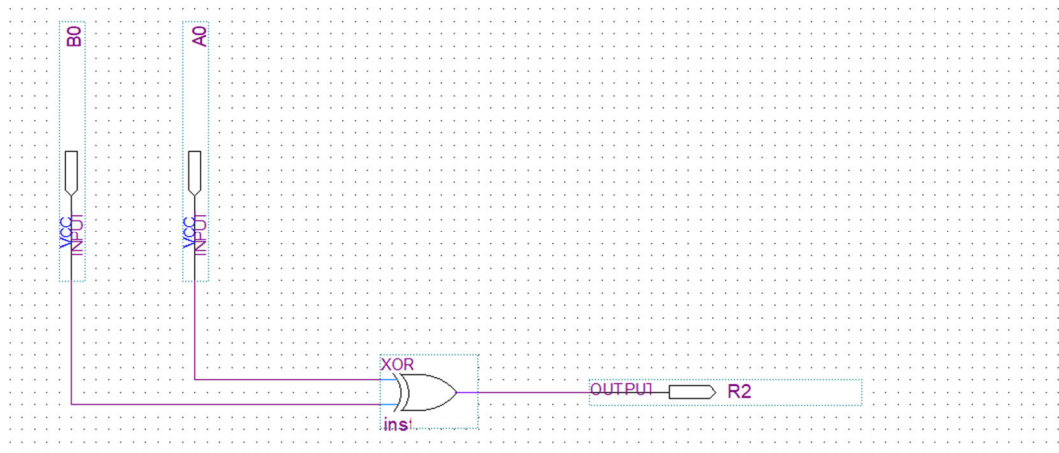 B0
A0
VCC
INPUT
VCC
INPUT
XOR
OUTPUT
R2
inst